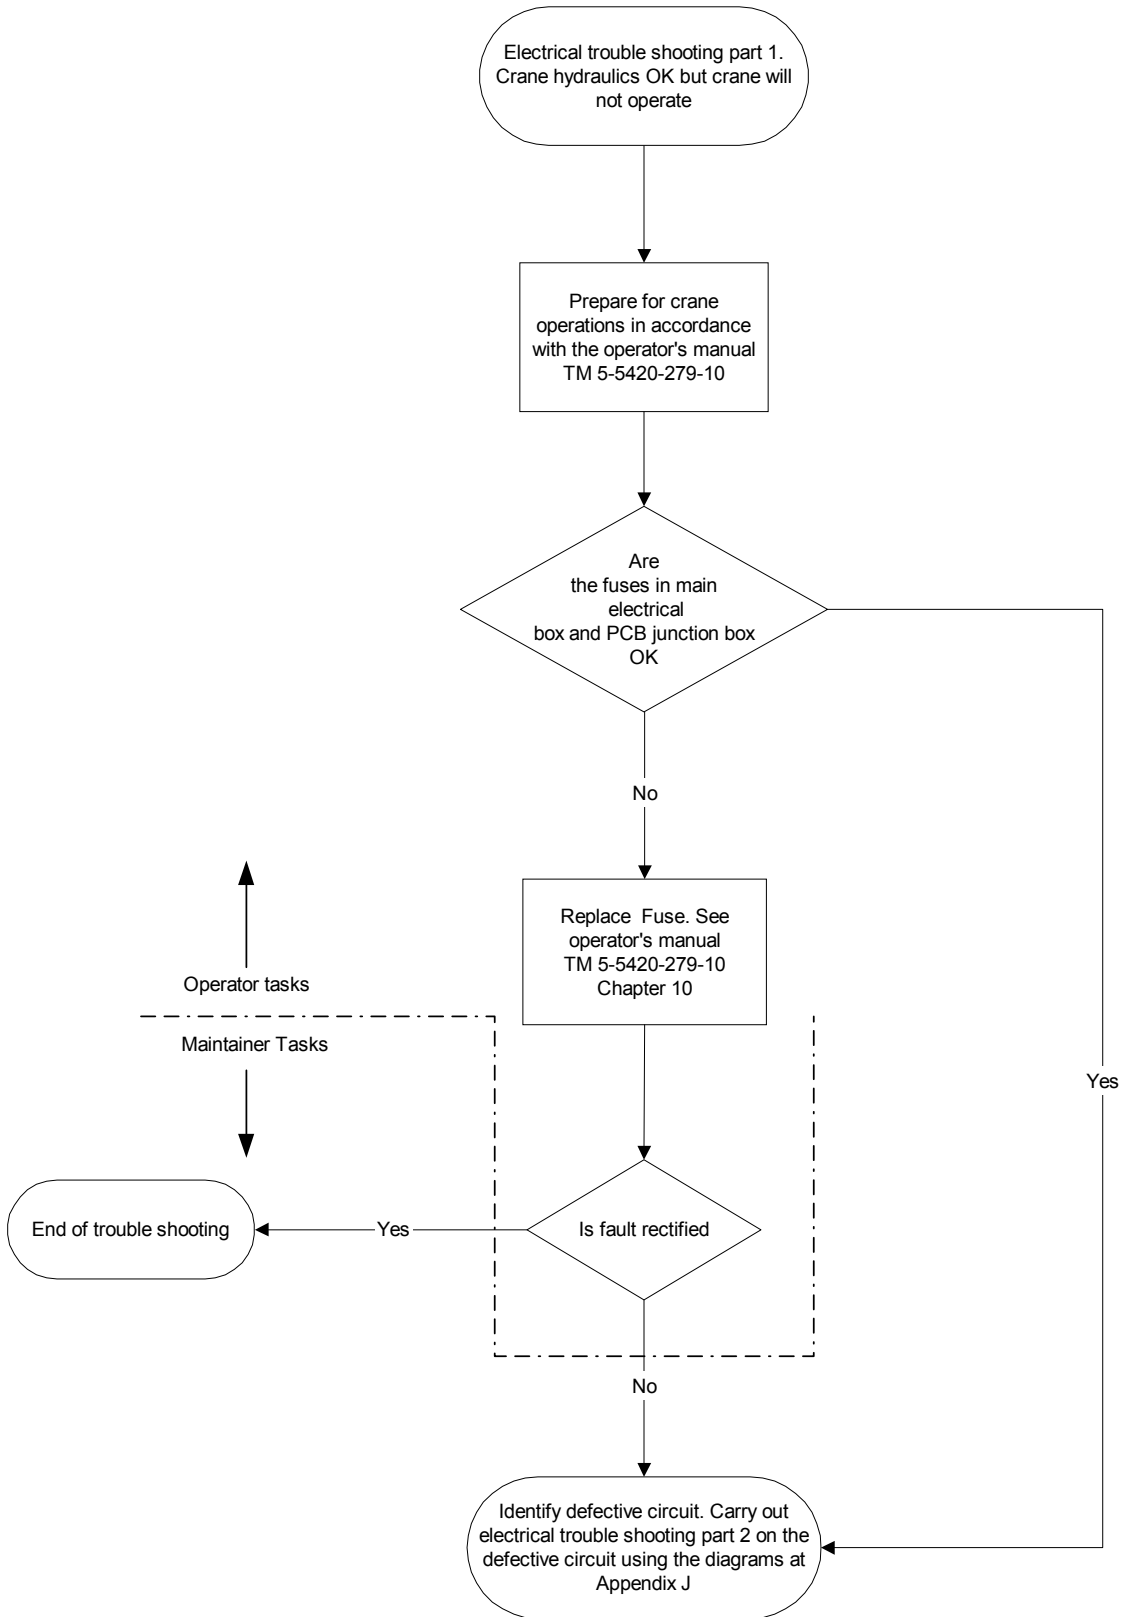 Electrical trouble shooting part 1.
Crane hydraulics OK but crane will
not operate
Prepare for crane
operations in accordance
with the operator's manual
TM 5-5420-279-10
Are
the fuses in main
electrical
box and PCB junction box
OK
No
Replace Fuse. See
operator's manual
TM 5-5420-279-10
Chapter 10
Operator tasks
Maintainer Tasks
Yes
End of trouble shooting
Yes
Is fault rectified
No
Identify defective circuit. Carry out
electrical trouble shooting part 2 on the
defective circuit using the diagrams at
Appendix J